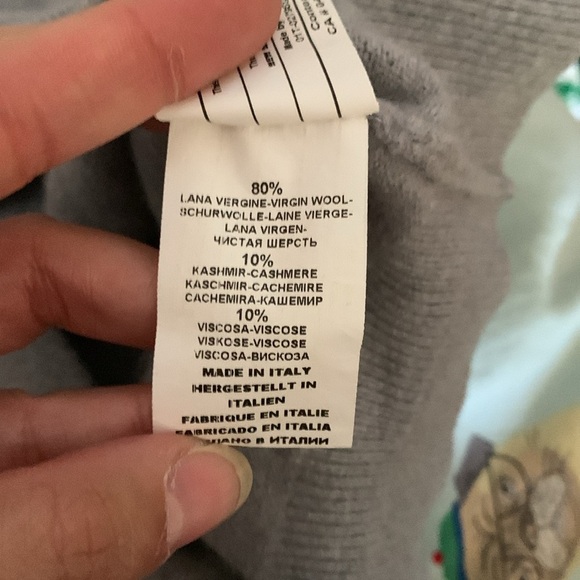 80%
LANA VERGINE-VIRGIN WOOL-
SCHURWOLLE-LAINE VIERGE-
LANA VIRGEN-
ЧИСТАЯ ШЕРСТЬ
10%
KASHMIR-CASHMERE
KASCHMIR-CACHEMIRE
CACHEMIRA-КАШЕМИР
10%
VISCOSA-VISCOSE
VISKOSE-VISCOSE
VISCOSA-ВИСКОЗА
MADE IN ITALY
HERGESTELLT IN
ITALIEN
FABRIQUE EN ITALIE
FABRICADO EN ITALIA
В ИТАЛИИ